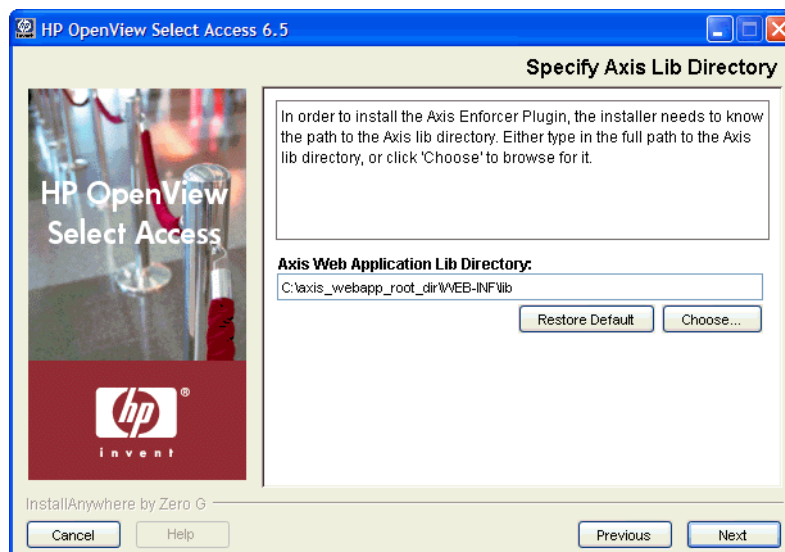 HP OpenView Select Access 6.5
Specify Axis Lib Directory
HP OpenView
Select Access
hp
®
invent
In order to install the Axis Enforcer Plugin, the installer needs to know
the path to the Axis lib directory. Either type in the full path to the Axis
lib directory, or click 'Choose' to browse for it.
Axis Web Application Lib Directory:
C:\axis_webapp_root_dir\WEB-INF\lib
Restore Default
Choose...
InstallAnywhere by Zero G
Cancel
Help
Previous
Next